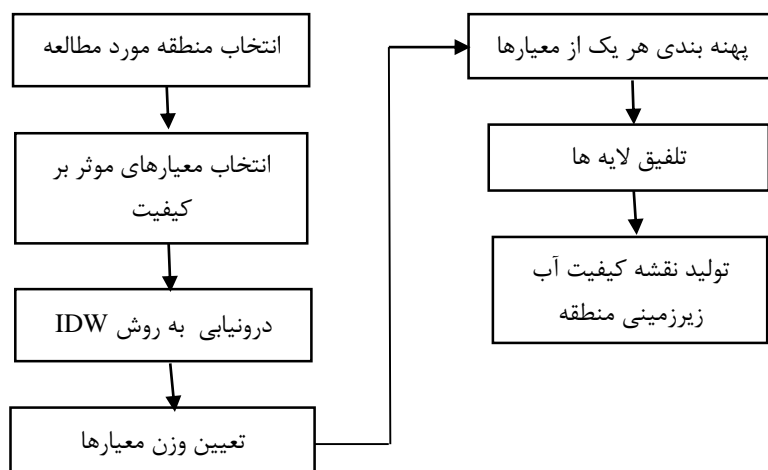 انتخاب منطقه مورد مطالعه
انتخاب معیارهای موثر بر
کیفیت
درونیابی به روش IDW
تعیین وزن معیارها
پهنه بندی هر یک از معیارها
تلفیق لایه ها
تولید نقشه کیفیت آب
زیرزمینی منطقه